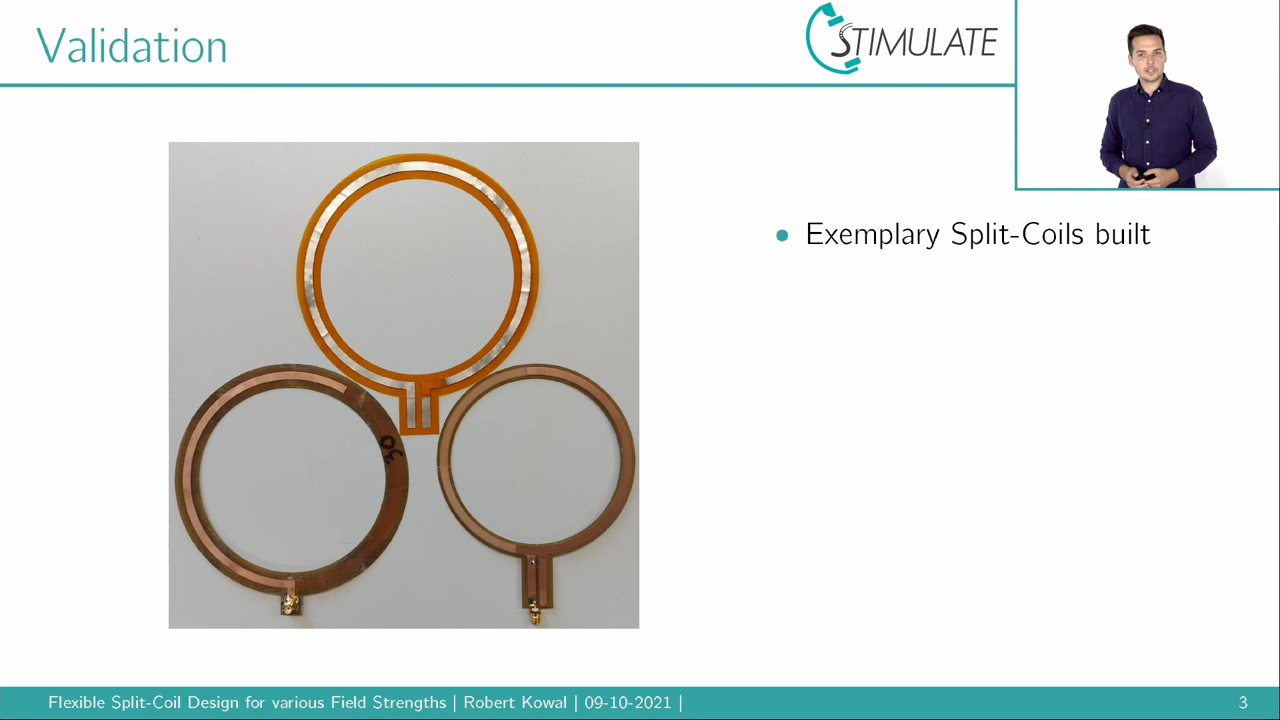 Validation
STIMULATE
• Exemplary Split-Coils built
Flexible Split-Coil Design for various Field Strengths | Robert Kowal | 09-10-2021 |
3